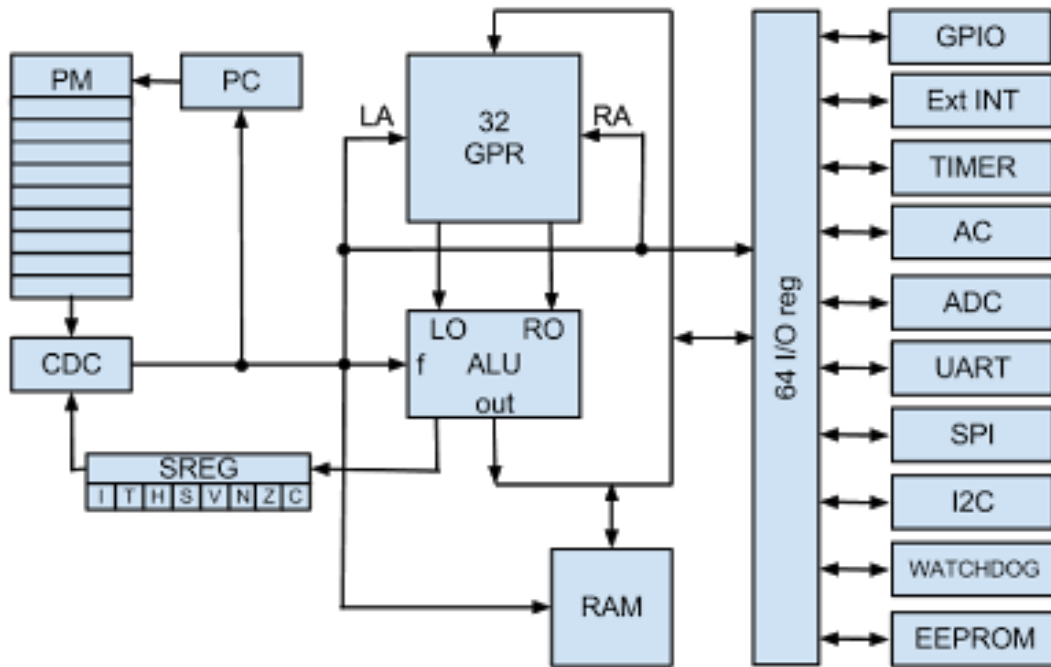 PM
PC
LA
32
GPR
RA
LO
RO
f
ALU
out
CDC
SREG
I T H S V N Z C
RAM
64 I/O reg
GPIO
Ext INT
TIMER
AC
ADC
UART
SPI
I2C
WATCHDOG
EEPROM